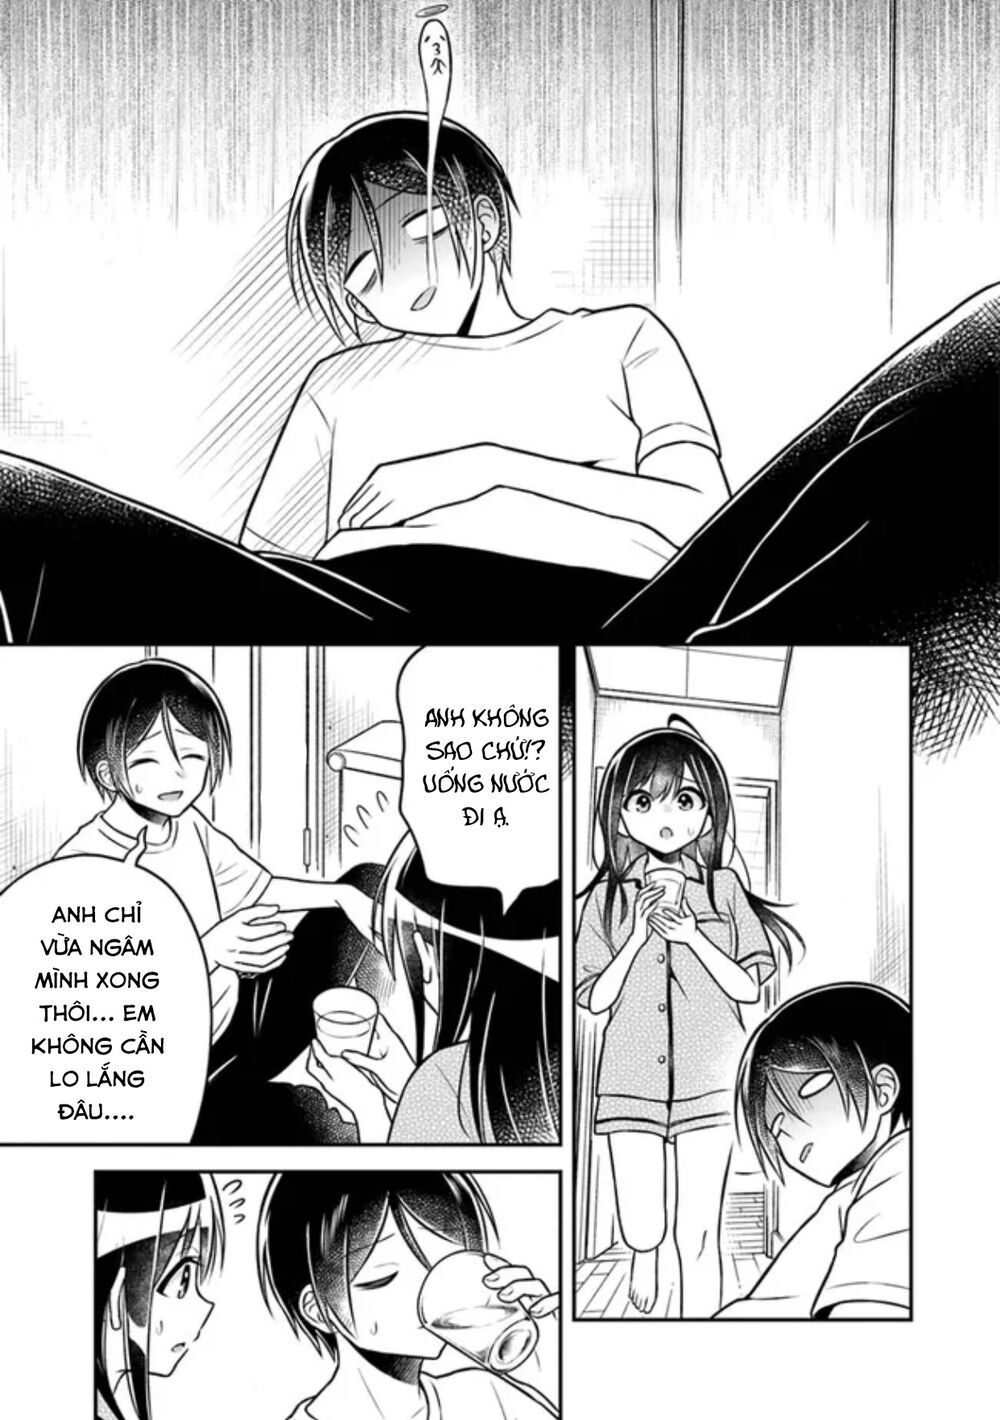 ANH KHÔNG
SAO CHỨ!?
UỐNG NƯỚC
ĐI Ạ.
ANH CHỈ
VỪA NGÂM
MÌNH XONG
THÔI... EM
KHÔNG CẦN
LO LẮNG
ĐÂU....